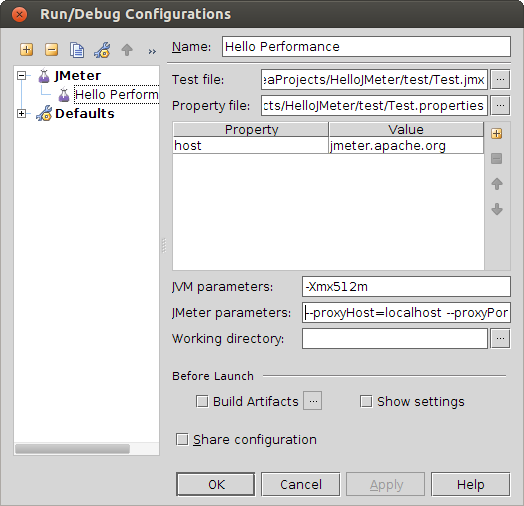 Run/Debug Configurations
»
Name: Hello Performance
JMeter
Hello Perform
Defaults
Test file: eaProjects/HelloJMeter/test/Test.jmx ...
Property file: cts/HelloJMeter/test/Test.properties ...
Property Value
host jmeter.apache.org
JVM parameters: -Xmx512m
JMeter parameters: --proxyHost=localhost --proxyPor
Working directory: ...
Before Launch
Build Artifacts ... Show settings
Share configuration
OK Cancel Apply Help